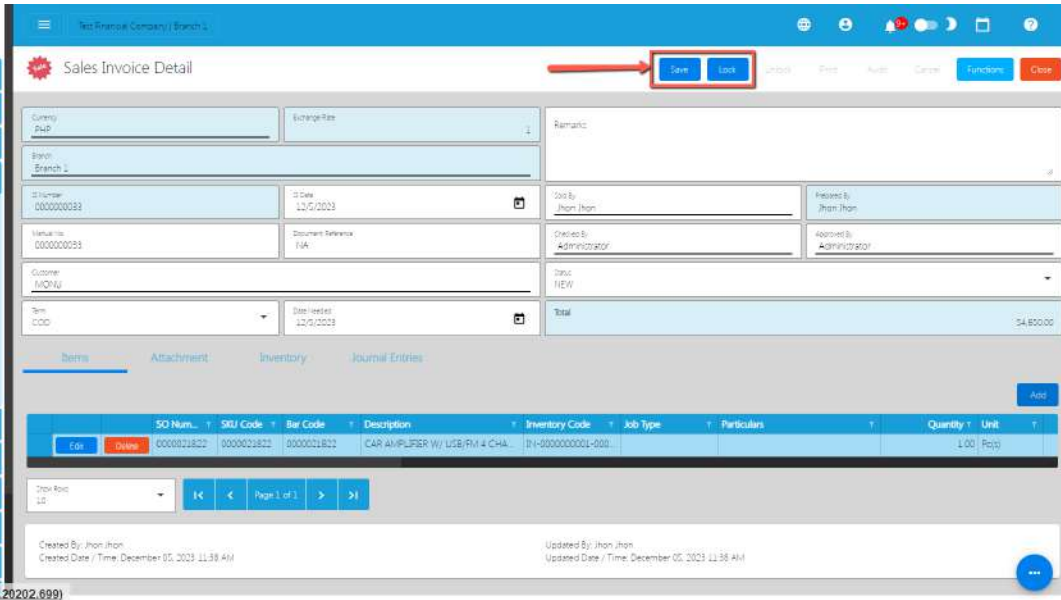 Test Financial Company | Branch 1
9+
Sale
Sales Invoice Detail
Save Lock Unlock Print Audit Cancel Functions Close
Currency
PHP
Exchange Rate
1
Remarks
Branch
Branch 1
SI Number
0000000033
SI Date
12/5/2023
Sold By
Jhon Jhon
Prepared By
Jhon Jhon
Manual No
0000000033
Document Reference
NA
Checked By
Administrator
Approved By
Administrator
Customer
MONU
Status
NEW
Term
COD
Date Needed
12/5/2023
Total
54,850.00
Items Attachment Inventory Journal Entries
Add
SO Num... SKU Code Bar Code Description Inventory Code Job Type Particulars Quantity Unit
Edit Delete 0000021822 0000021822 0000021822 CAR AMPLIFIER W/ USB/FM 4 CHA... IN-0000000001-000... 1.00 Pc(s)
Show Rows
10
Page 1 of 1
Created By: Jhon Jhon
Created Date / Time: December 05, 2023 11:38 AM
Updated By: Jhon Jhon
Updated Date / Time: December 05, 2023 11:38 AM
20202.699)